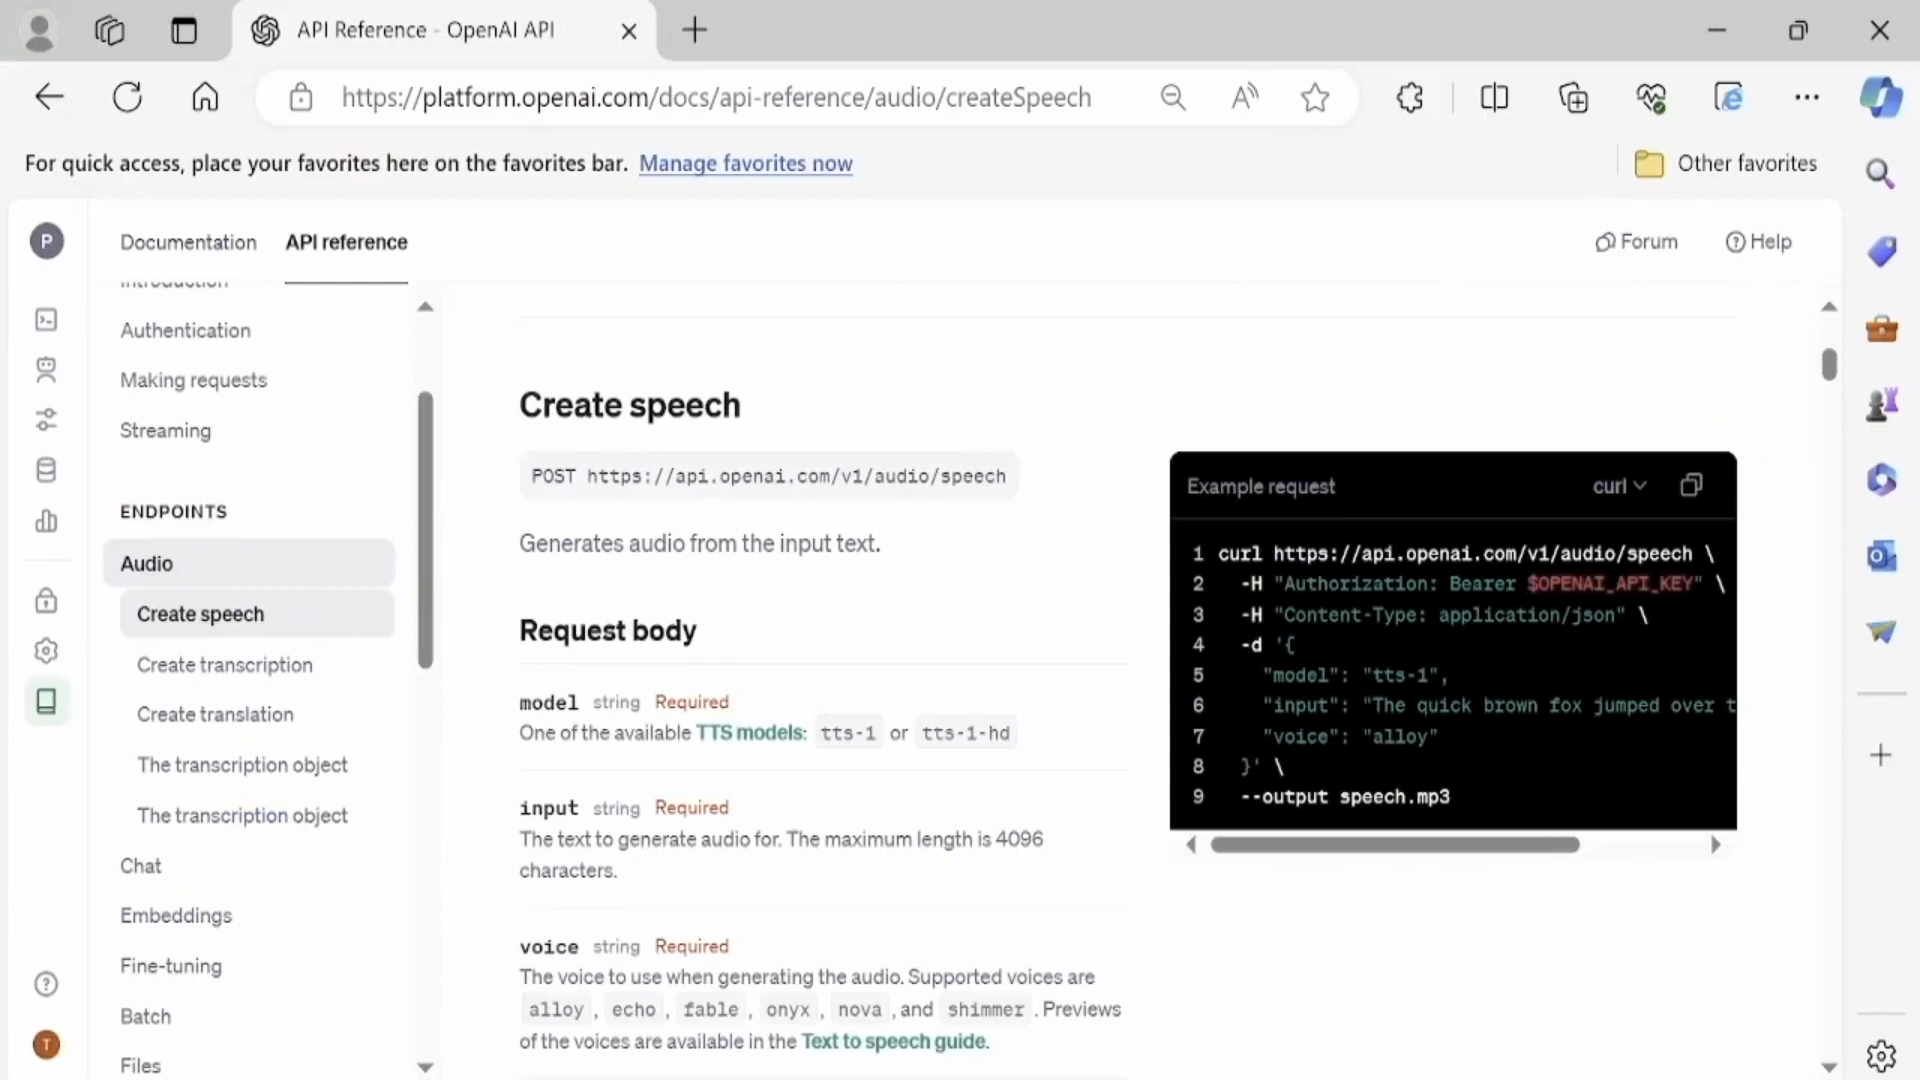 API Reference - OpenAI API
https://platform.openai.com/docs/api-reference/audio/createSpeech
For quick access, place your favorites here on the favorites bar. Manage favorites now
Other favorites
P
Documentation
API reference
Forum
Help
Introduction
Authentication
Making requests
Streaming
ENDPOINTS
Audio
Create speech
Create transcription
Create translation
The transcription object
The transcription object
Chat
Embeddings
Fine-tuning
Batch
Files
T
Create speech
POST https://api.openai.com/v1/audio/speech
Generates audio from the input text.
Request body
model string Required
One of the available TTS models: tts-1 or tts-1-hd
input string Required
The text to generate audio for. The maximum length is 4096
characters.
voice string Required
The voice to use when generating the audio. Supported voices are
alloy, echo, fable, onyx, nova, and shimmer. Previews
of the voices are available in the Text to speech guide.
Example request
curl
1 curl https://api.openai.com/v1/audio/speech \
2 -H "Authorization: Bearer $OPENAI_API_KEY" \
3 -H "Content-Type: application/json" \
4 -d '{
5 "model": "tts-1",
6 "input": "The quick brown fox jumped over t
7 "voice": "alloy"
8 }' \
9 --output speech.mp3